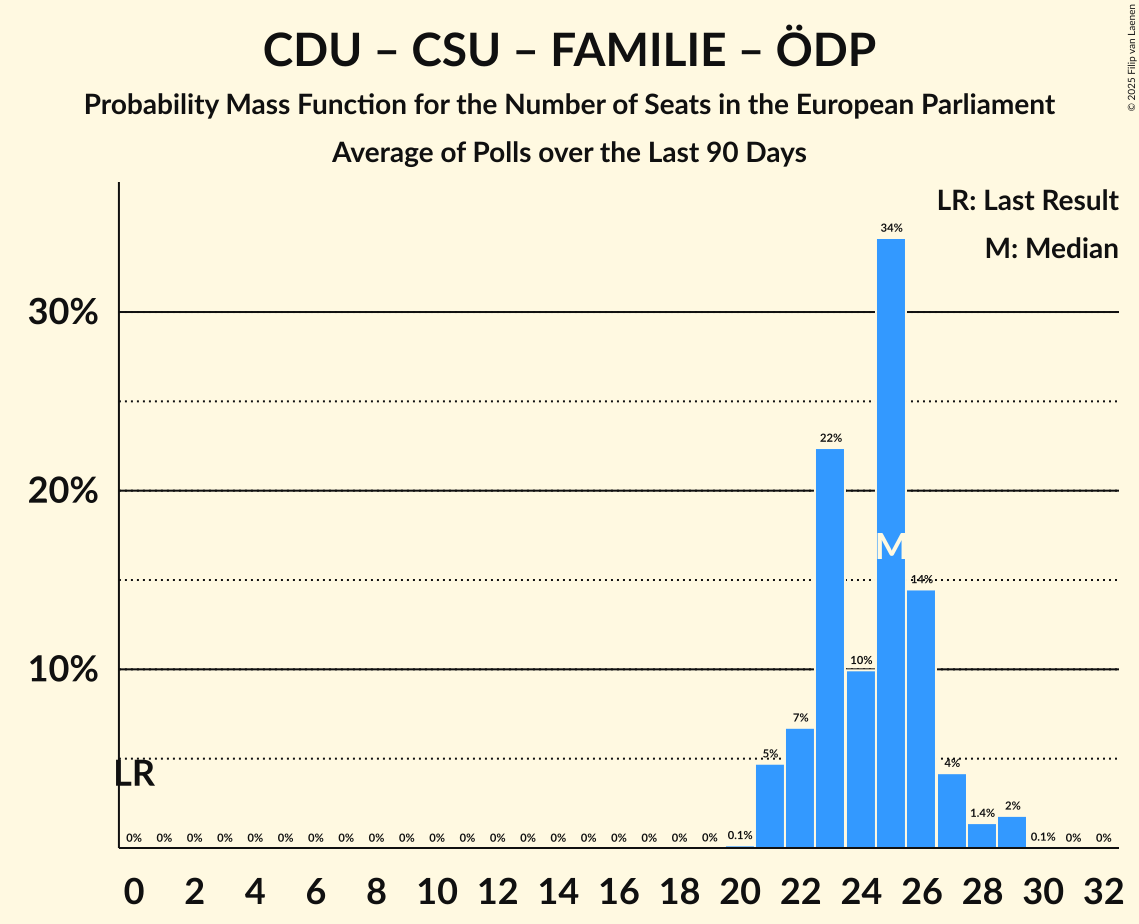 CDU – CSU – FAMILIE – ÖDP
Probability Mass Function for the Number of Seats in the European Parliament
Average of Polls over the Last 90 Days
© 2025 Filip van Laenen
LR: Last Result
M: Median
34%
30%
22%
20%
M
14%
10%
10%
7%
5%
4%
LR
2%
1.4%
0% 0% 0% 0% 0% 0% 0% 0% 0% 0% 0% 0% 0% 0% 0% 0% 0% 0% 0% 0% 0.1% 0.1% 0% 0%
0 2 4 6 8 10 12 14 16 18 20 22 24 26 28 30 32